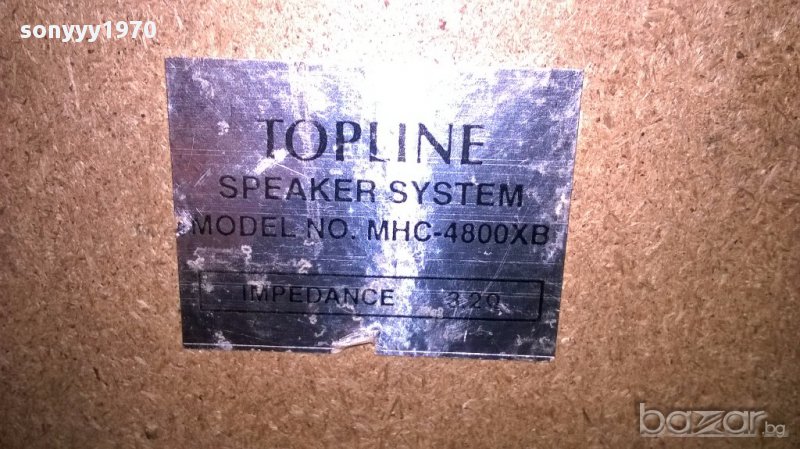 sonyyy1970
TOPLINE
SPEAKER SYSTEM
MODEL NO. MHC-4800XB
IMPEDANCE 3.2Ω
bazar.bg